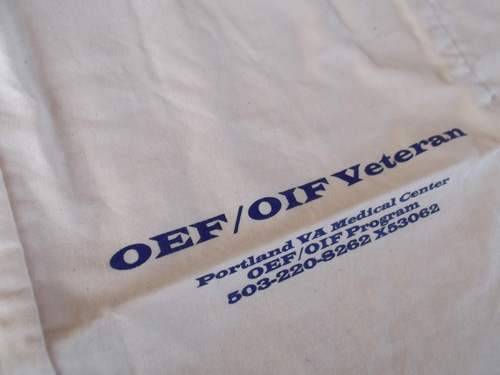 OEF/OIF Veteran
Portland VA Medical Center
OEF/OIF Program
503-220-8262 X53062